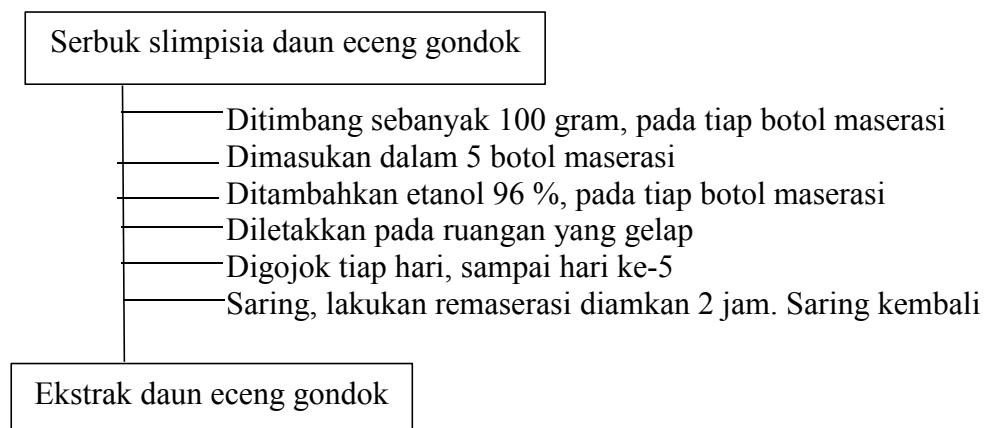 Serbuk slimpisia daun eceng gondok
Ditimbang sebanyak 100 gram, pada tiap botol maserasi
Dimasukan dalam 5 botol maserasi
Ditambahkan etanol 96 %, pada tiap botol maserasi
Diletakkan pada ruangan yang gelap
Digojok tiap hari, sampai hari ke-5
Saring, lakukan remaserasi diamkan 2 jam. Saring kembali
Ekstrak daun eceng gondok